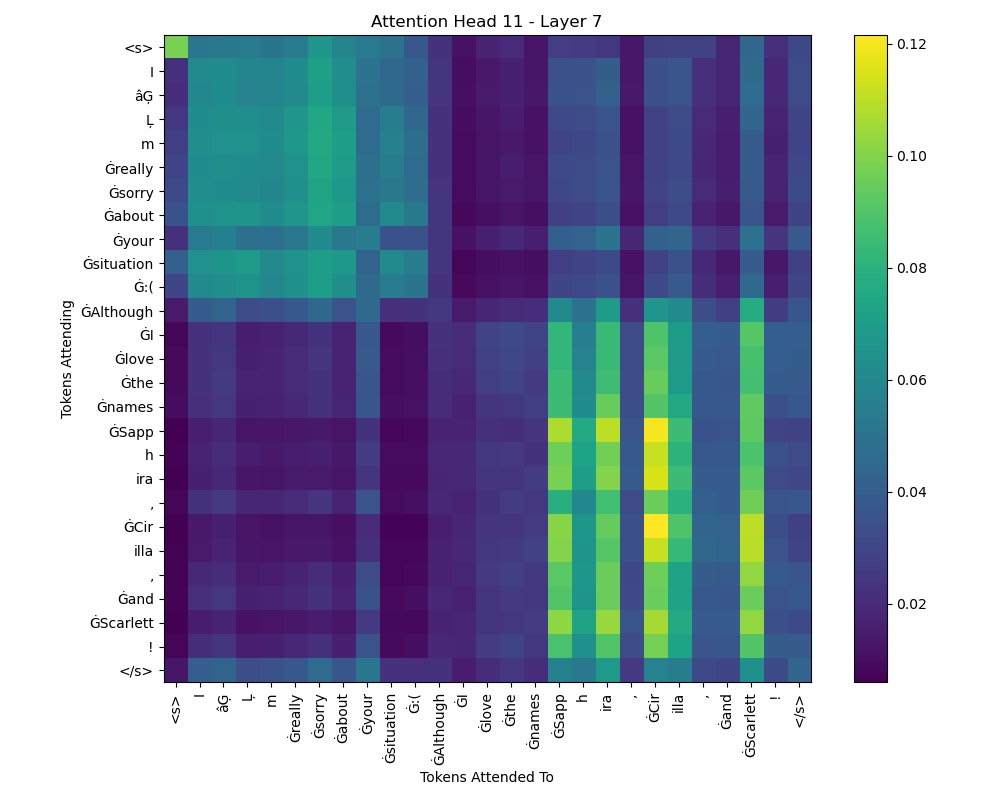 Attention Head 11 - Layer 7
Tokens Attending
<s>
I
âĢ
Ļ
m
Ġreally
Ġsorry
Ġabout
Ġyour
Ġsituation
Ġ:(
ĠAlthough
ĠI
Ġlove
Ġthe
Ġnames
ĠSapp
h
ira
,
ĠCir
illa
,
Ġand
ĠScarlett
!
</s>
<s>
I
âĢ
Ļ
m
Ġreally
Ġsorry
Ġabout
Ġyour
Ġsituation
Ġ:(
ĠAlthough
ĠI
Ġlove
Ġthe
Ġnames
ĠSapp
h
ira
,
ĠCir
illa
,
Ġand
ĠScarlett
!
</s>
Tokens Attended To
0.12
0.10
0.08
0.06
0.04
0.02